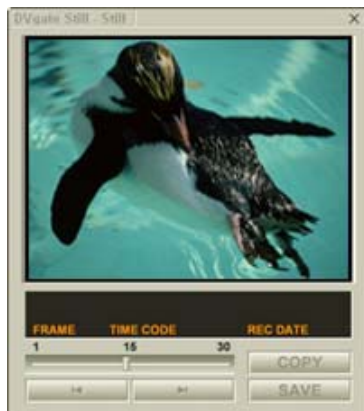 DVgate Still - Still
FRAME TIME CODE REC DATE
1 15 30
COPY
SAVE